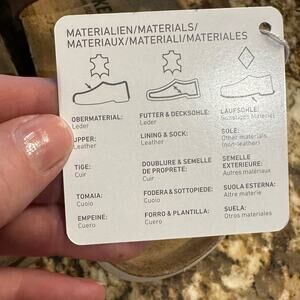 MATERIALIEN/MATERIALS/
MATERIAUX/MATERIALI/MATERIALES
OBERMATERIAL:
Leder
FUTTER & DECKSOHLE:
Leder
LAUFSOHLE:
Sonstiges Material
UPPER:
Leather
LINING & SOCK:
Leather
SOLE:
Other materials
(non-leather)
TIGE:
Cuir
DOUBLURE & SEMELLE
DE PROPRETE:
Cuir
SEMELLE
EXTERIEURE:
Autres matériaux
TOMAIA:
Cuoio
FODERA & SOTTOPIEDE:
Cuoio
SUOLA ESTERNA:
Altre materie
EMPEINE:
Cuero
FORRO & PLANTILLA:
Cuero
SUELA:
Otros materiales